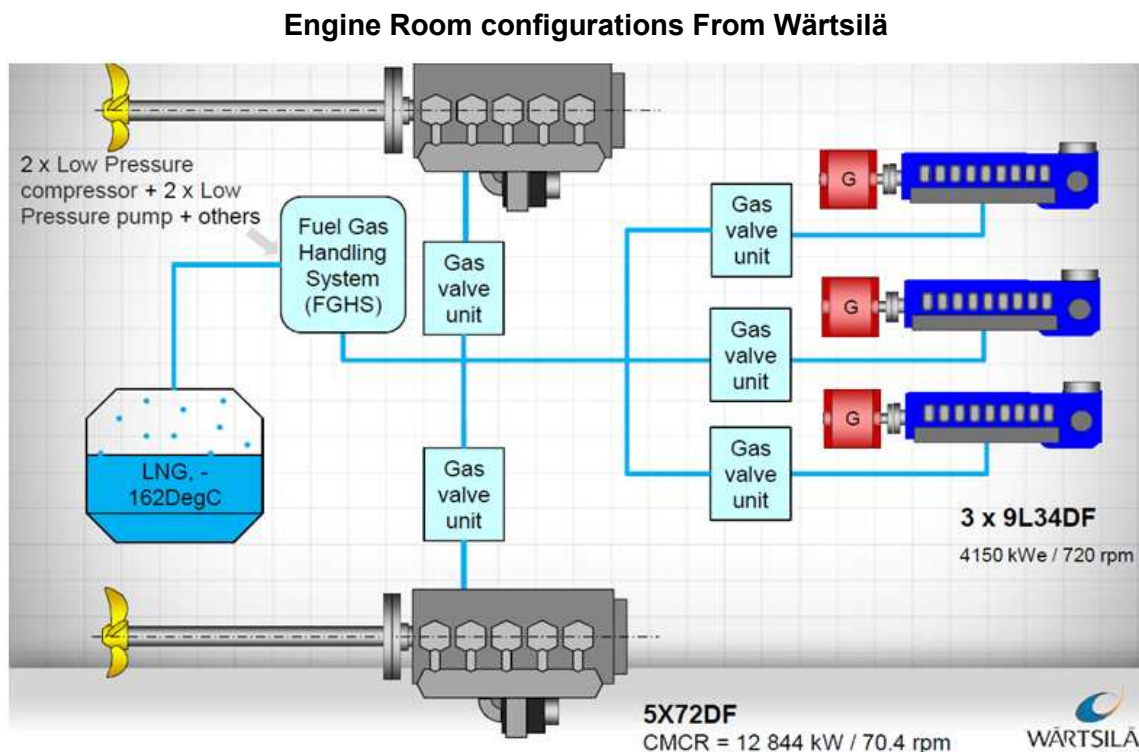 Engine Room configurations From Wärtsilä
2 x Low Pressure
compressor + 2 x Low
Pressure pump + others
Fuel Gas
Handling
System
(FGHS)
Gas
valve
unit
Gas
valve
unit
G
Gas
valve
unit
G
Gas
valve
unit
G
Gas
valve
unit
LNG, -
162DegC
3 x 9L34DF
4150 kWe / 720 rpm
5X72DF
CMCR = 12 844 kW / 70.4 rpm
WÄRTSILÄ